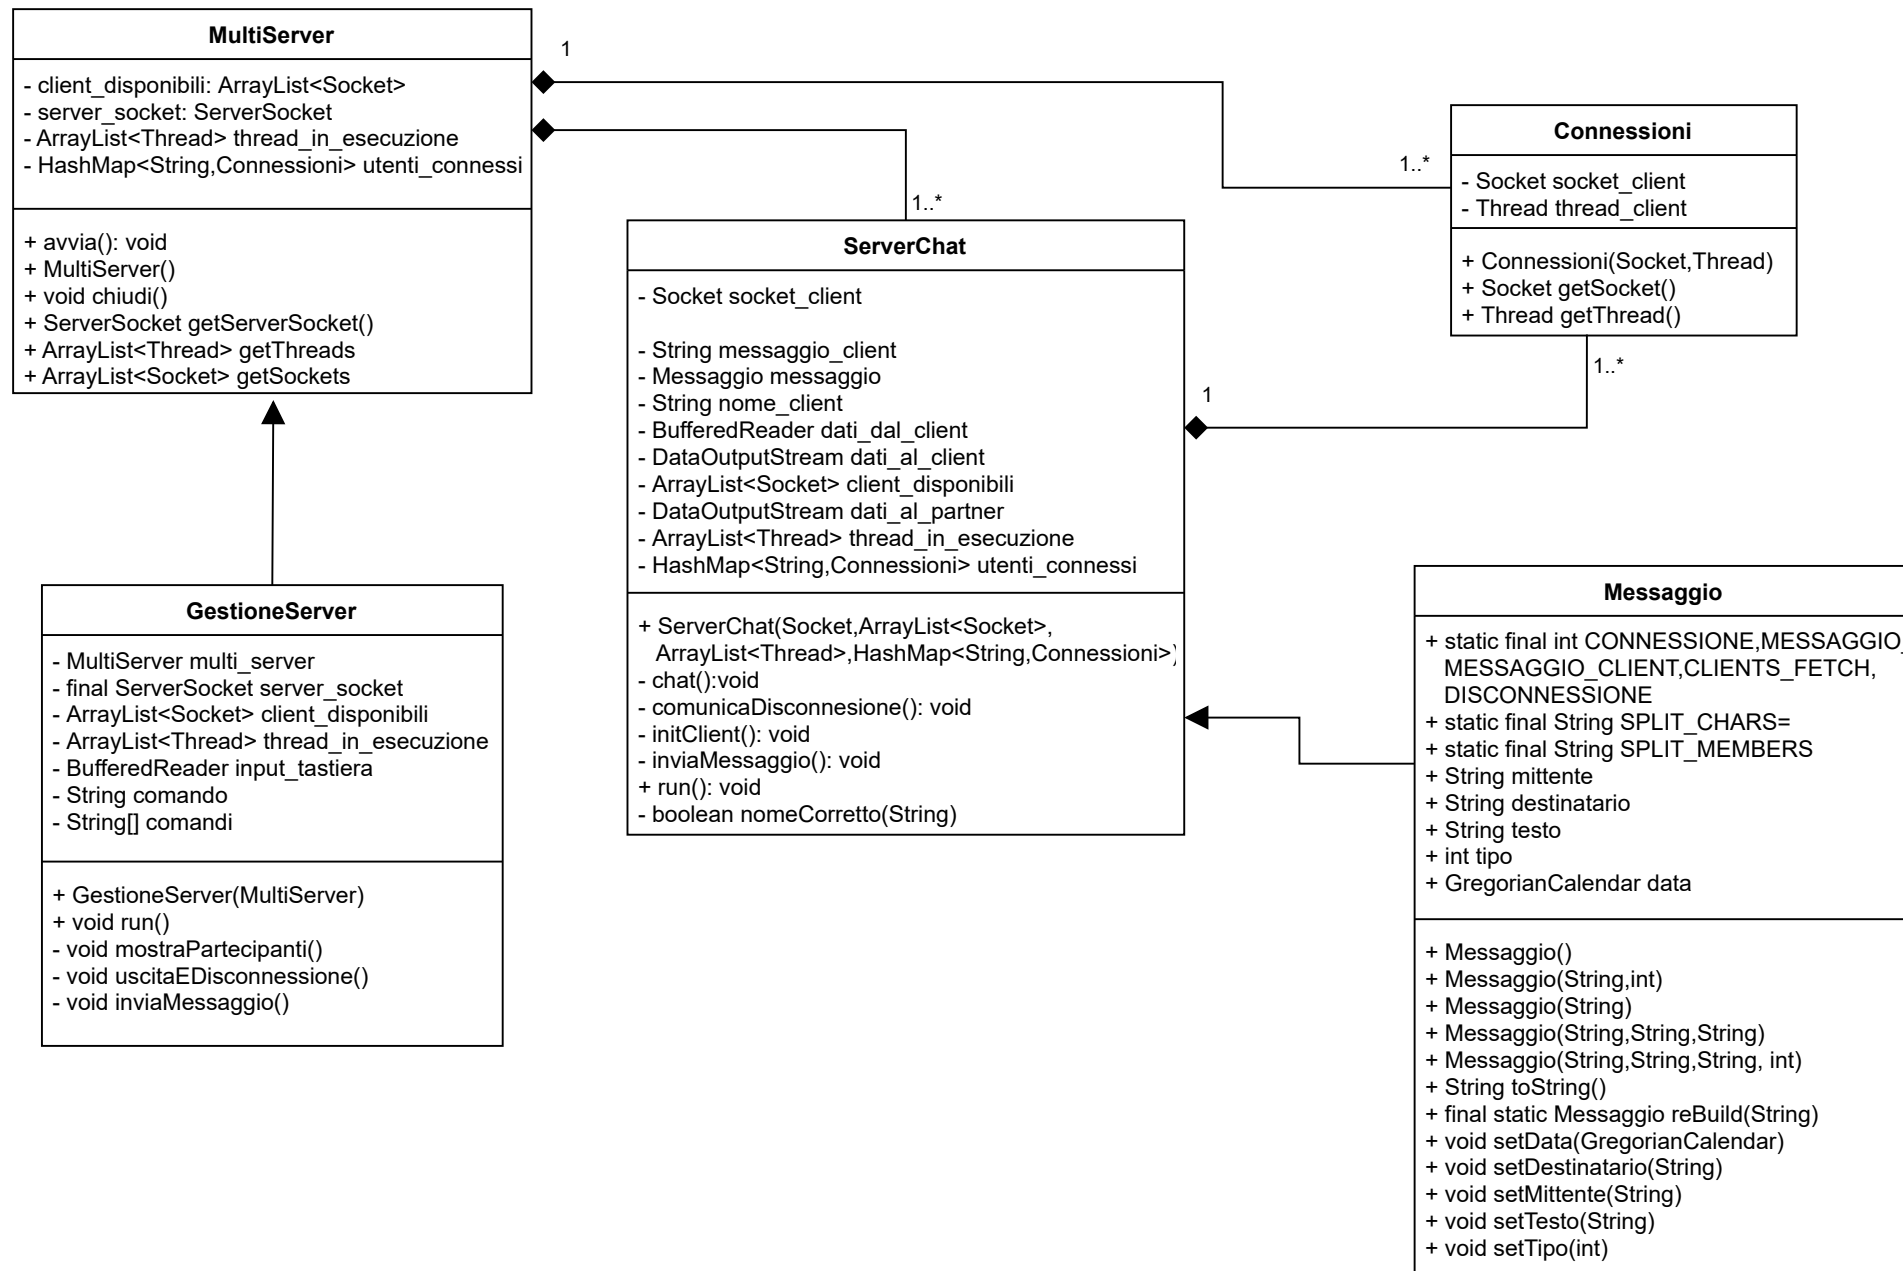 MultiServer
- client_disponibili: ArrayList<Socket>
- server_socket: ServerSocket
- ArrayList<Thread> thread_in_esecuzione
- HashMap<String,Connessioni> utenti_connessi
+ avvia(): void
+ MultiServer()
+ void chiudi()
+ ServerSocket getServerSocket()
+ ArrayList<Thread> getThreads
+ ArrayList<Socket> getSockets
1
1..*
1..*
Connessioni
- Socket socket_client
- Thread thread_client
+ Connessioni(Socket,Thread)
+ Socket getSocket()
+ Thread getThread()
1..*
1
ServerChat
- Socket socket_client
- String messaggio_client
- Messaggio messaggio
- String nome_client
- BufferedReader dati_dal_client
- DataOutputStream dati_al_client
- ArrayList<Socket> client_disponibili
- DataOutputStream dati_al_partner
- ArrayList<Thread> thread_in_esecuzione
- HashMap<String,Connessioni> utenti_connessi
+ ServerChat(Socket,ArrayList<Socket>,
ArrayList<Thread>,HashMap<String,Connessioni>)
- chat():void
- comunicaDisconnesione(): void
- initClient(): void
- inviaMessaggio(): void
+ run(): void
- boolean nomeCorretto(String)
GestioneServer
- MultiServer multi_server
- final ServerSocket server_socket
- ArrayList<Socket> client_disponibili
- ArrayList<Thread> thread_in_esecuzione
- BufferedReader input_tastiera
- String comando
- String[] comandi
+ GestioneServer(MultiServer)
+ void run()
- void mostraPartecipanti()
- void uscitaEDisconnessione()
- void inviaMessaggio()
Messaggio
+ static final int CONNESSIONE,MESSAGGIO_
MESSAGGIO_CLIENT,CLIENTS_FETCH,
DISCONNESSIONE
+ static final String SPLIT_CHARS=
+ static final String SPLIT_MEMBERS
+ String mittente
+ String destinatario
+ String testo
+ int tipo
+ GregorianCalendar data
+ Messaggio()
+ Messaggio(String,int)
+ Messaggio(String)
+ Messaggio(String,String,String)
+ Messaggio(String,String,String, int)
+ String toString()
+ final static Messaggio reBuild(String)
+ void setData(GregorianCalendar)
+ void setDestinatario(String)
+ void setMittente(String)
+ void setTesto(String)
+ void setTipo(int)